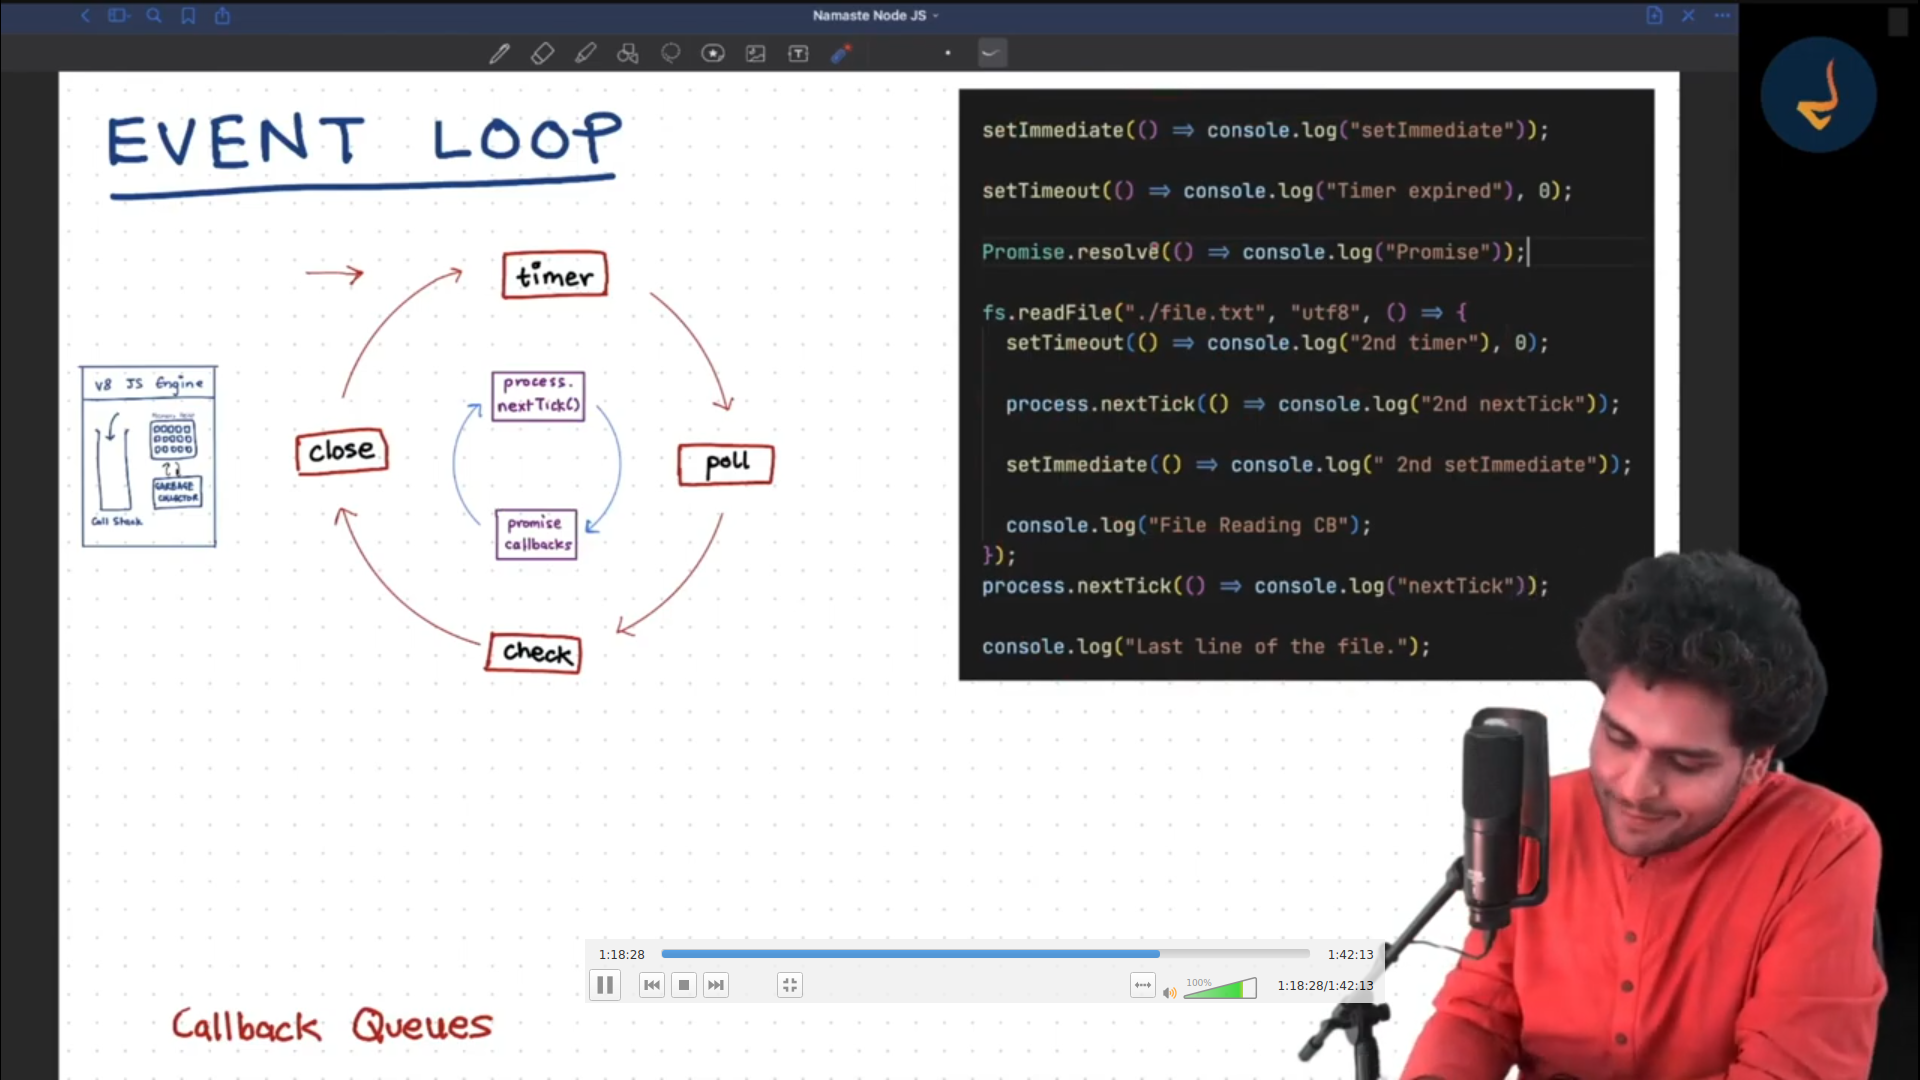 Namaste Node JS
EVENT LOOP
timer
process.
nextTick()
close
poll
promise
callbacks
check
V8 JS Engine
Memory Heap
GARBAGE
COLLECTOR
Call Stack
setImmediate(() => console.log("setImmediate"));
setTimeout(() => console.log("Timer expired"), 0);
Promise.resolve(() => console.log("Promise"));
fs.readFile("./file.txt", "utf8", () => {
setTimeout(() => console.log("2nd timer"), 0);
process.nextTick(() => console.log("2nd nextTick"));
setImmediate(() => console.log(" 2nd setImmediate"));
console.log("File Reading CB");
});
process.nextTick(() => console.log("nextTick"));
console.log("Last line of the file.");
1:18:28
1:42:13
100%
1:18:28/1:42:13
Callback Queues